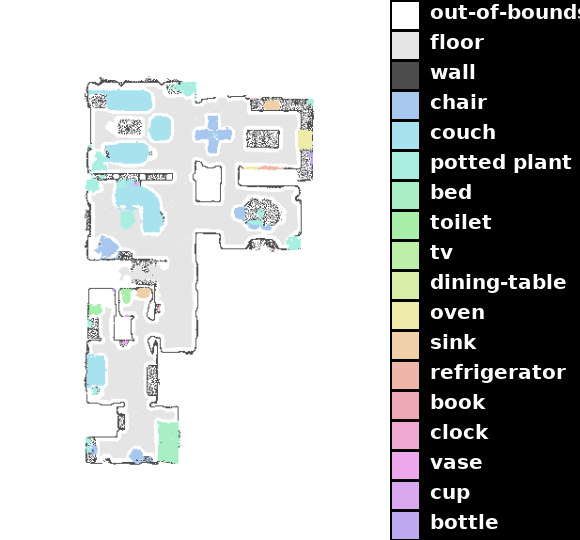 out-of-bounds
floor
wall
chair
couch
potted plant
bed
toilet
tv
dining-table
oven
sink
refrigerator
book
clock
vase
cup
bottle